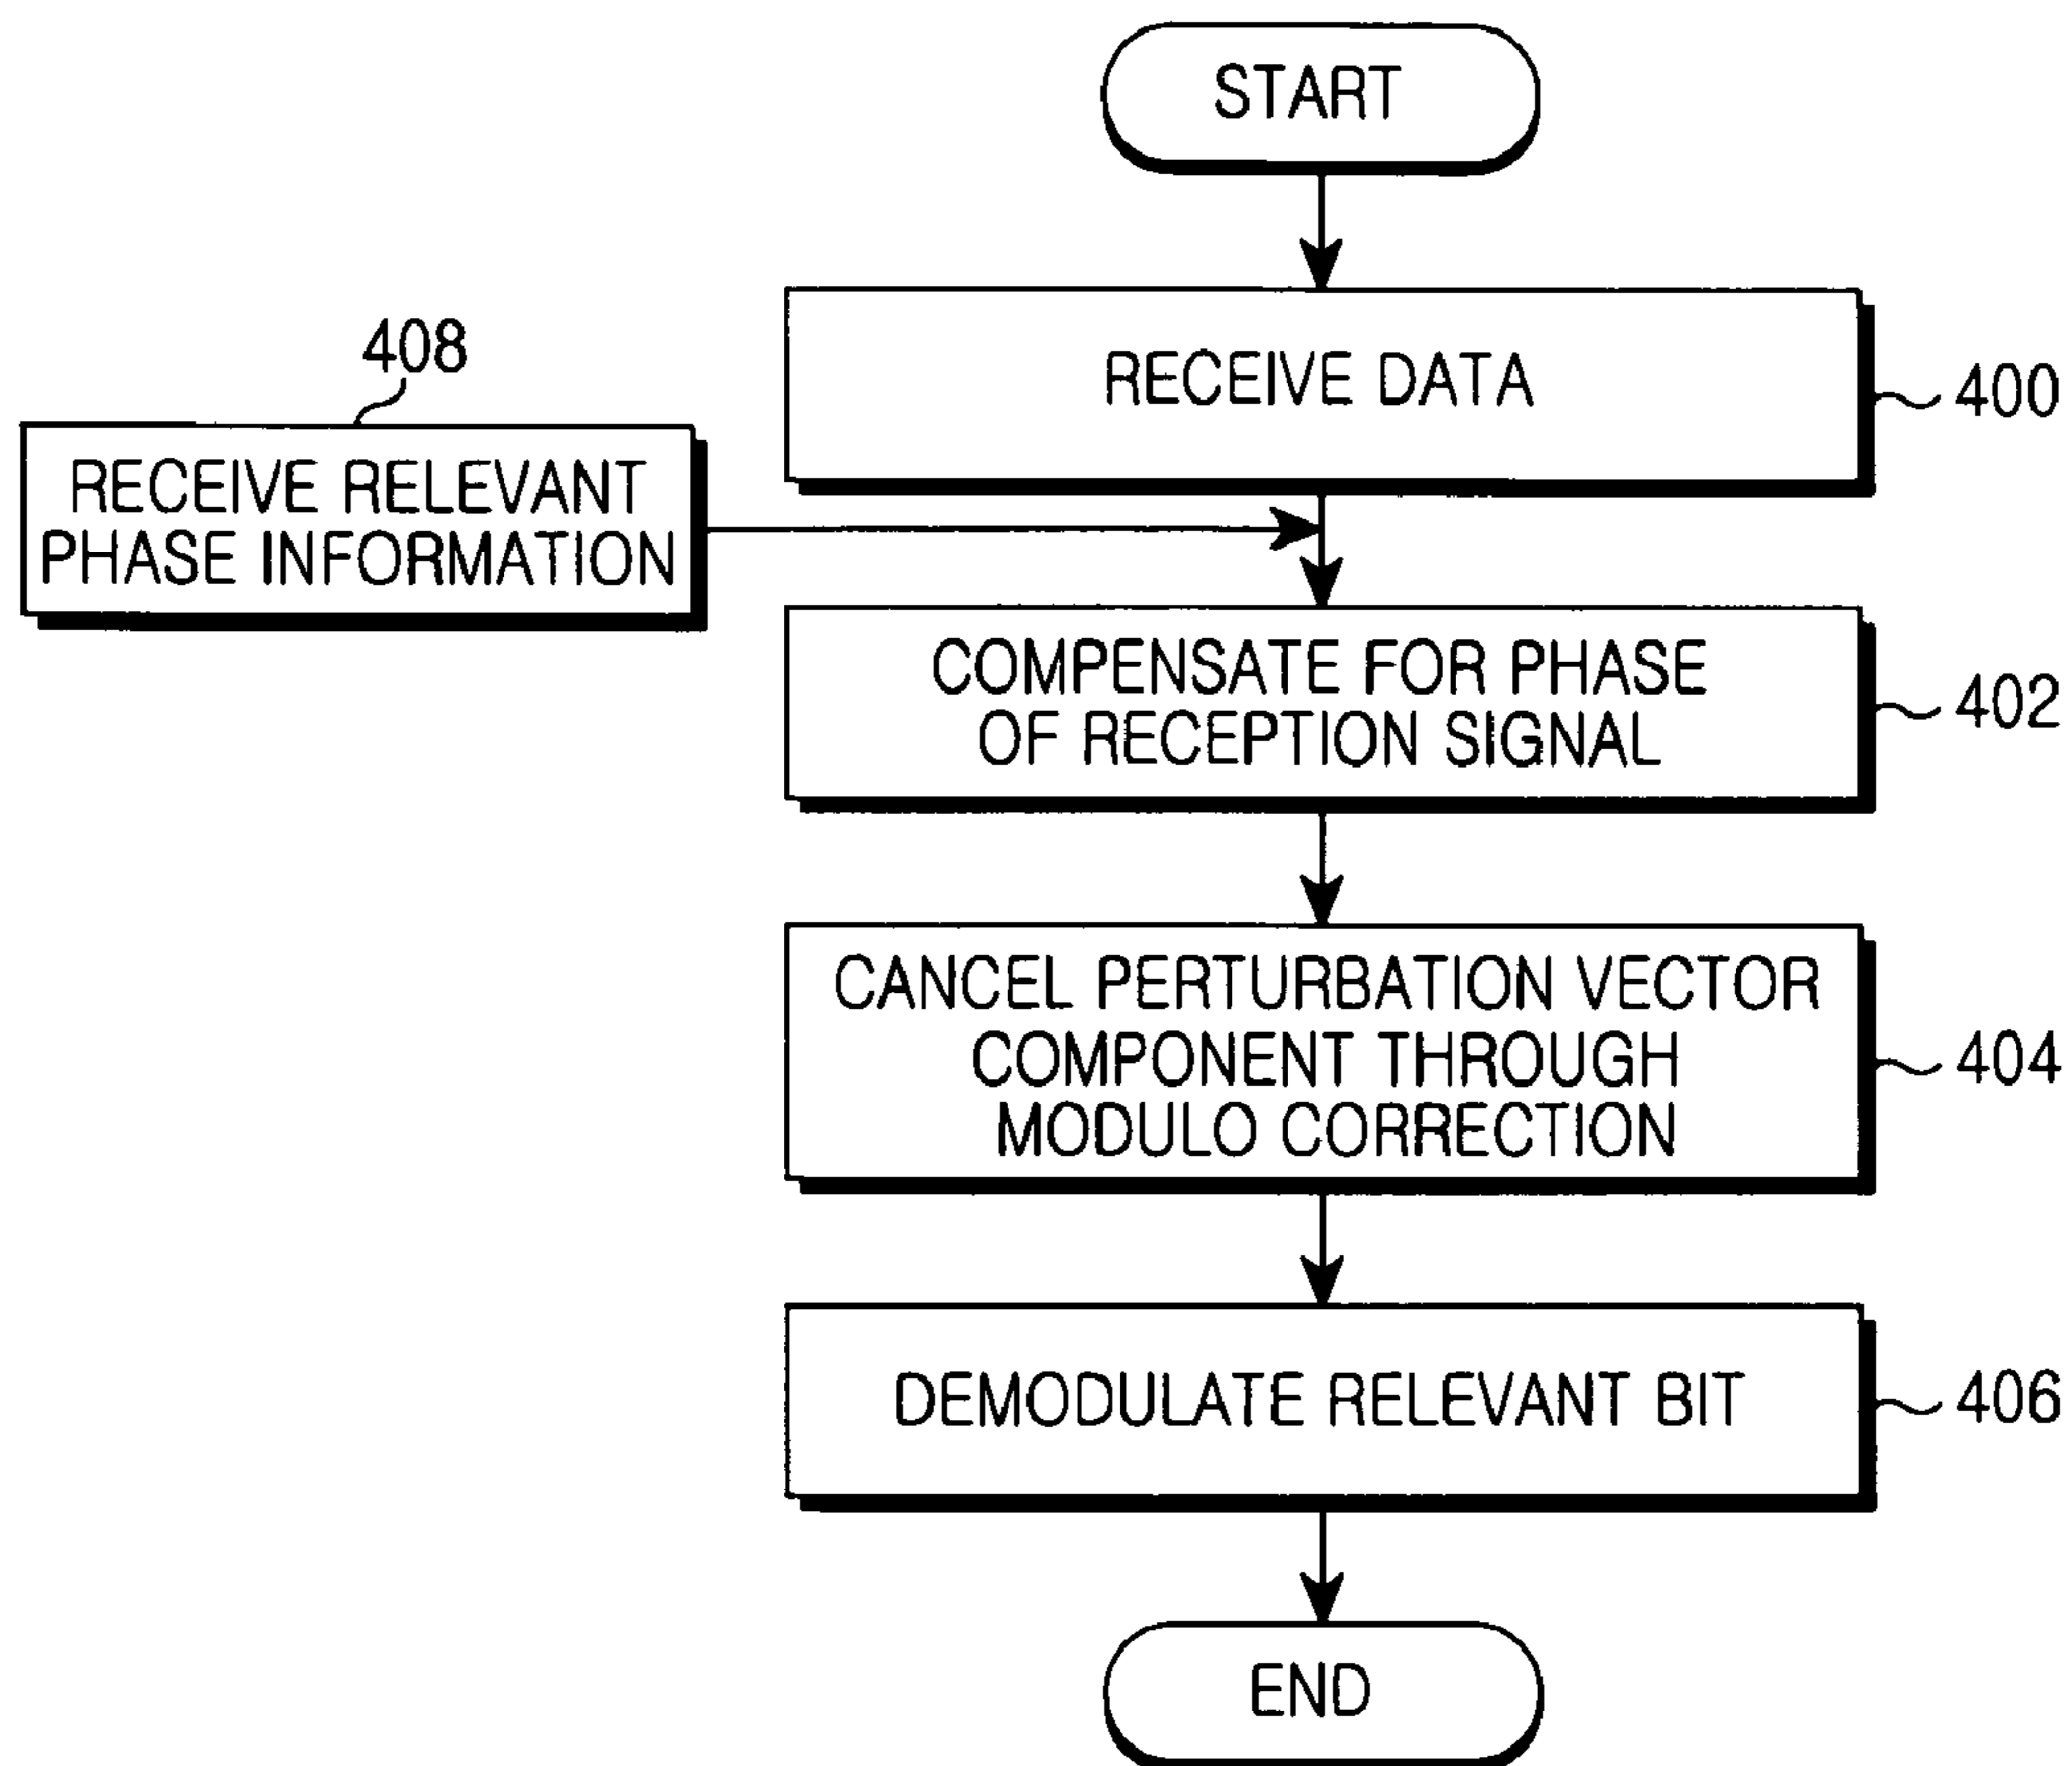 START
RECEIVE DATA
400
408
RECEIVE RELEVANT
PHASE INFORMATION
COMPENSATE FOR PHASE
OF RECEPTION SIGNAL
402
CANCEL PERTURBATION VECTOR
COMPONENT THROUGH
MODULO CORRECTION
404
DEMODULATE RELEVANT BIT
406
END